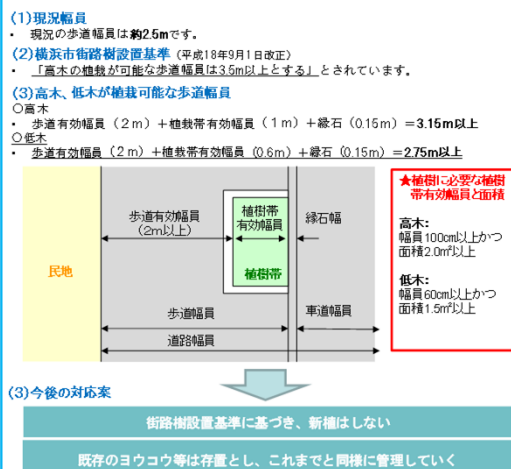 (1)現況幅員
・ 現況の歩道幅員は約2.5mです。
(2)横浜市街路樹設置基準（平成18年9月1日改正）
・ 「高木の植栽が可能な歩道幅員は3.5m以上とする」とされています。
(3)高木、低木が植栽可能な歩道幅員
○高木
・ 歩道有効幅員（2ｍ）＋植栽帯有効幅員（1ｍ）＋縁石（0.15ｍ）＝3.15m以上
○低木
・ 歩道有効幅員（2ｍ）＋植栽帯有効幅員（0.6ｍ）＋縁石（0.15ｍ）＝2.75m以上
民地
歩道有効幅員
（2m以上）
植樹帯
有効幅員
植樹帯
縁石幅
歩道幅員
車道幅員
道路幅員
★植樹に必要な植樹
帯有効幅員と面積
高木：
幅員100cm以上かつ
面積2.0㎡以上
低木：
幅員60cm以上かつ
面積1.5㎡以上
(3)今後の対応案
街路樹設置基準に基づき、新植はしない
既存のヨウコウ等は存置とし、これまでと同様に管理していく